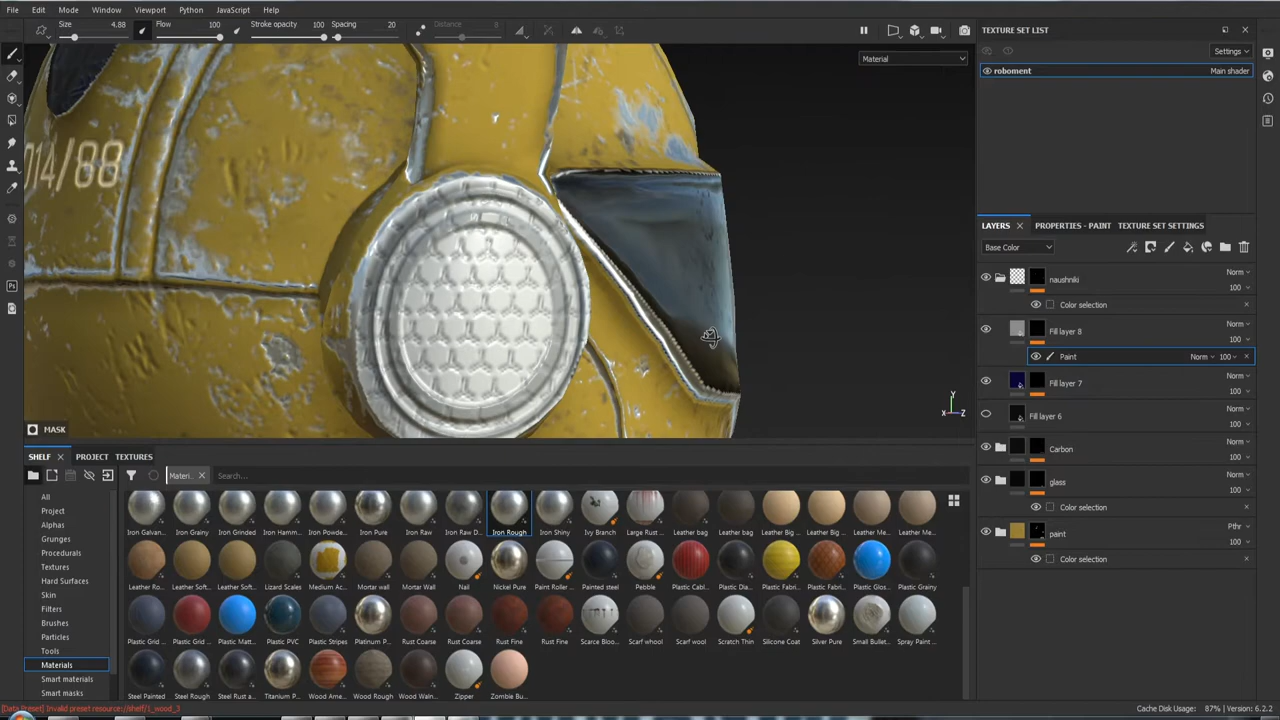 File Edit Mode Window Viewport Python JavaScript Help
Size 4.88 Flow 100 Stroke opacity 100 Spacing 20 Distance 8
Material
014/88
Y
X Z
MASK
TEXTURE SET LIST
Settings
roboment Main shader
LAYERS PROPERTIES - PAINT TEXTURE SET SETTINGS
Base Color
naushniki Norm 100
Color selection
Fill layer 8 Norm 100
Paint Norm 100
Fill layer 7 Norm 100
Fill layer 6 Norm 100
Carbon Norm 100
glass Norm 100
Color selection
paint Pthr 100
Color selection
SHELF PROJECT TEXTURES
Materi... Search...
All
Project
Alphas
Grunges
Procedurals
Textures
Hard Surfaces
Skin
Filters
Brushes
Particles
Tools
Materials
Smart materials
Smart masks
Iron Galvan... Iron Grainy Iron Grinded Iron Hamm... Iron Powde... Iron Pure Iron Raw Iron Raw D... Iron Rough Iron Shiny Ivy Branch Large Rust ... Leather bag Leather bag Leather Big ... Leather Big ... Leather Me... Leather Me...
Leather Ro... Leather Soft... Leather Soft... Lizard Scales Medium Ac... Mortar wall Mortar Wall Nail Nickel Pure Paint Roller ... Painted steel Pebble Plastic Cabl... Plastic Dia... Plastic Fabri... Plastic Fabri... Plastic Glos... Plastic Grainy
Plastic Grid ... Plastic Grid ... Plastic Matt... Plastic PVC Plastic Stripes Platinum P... Rust Coarse Rust Coarse Rust Fine Rust Fine Scarce Bloo... Scarf whool Scarf wool Scratch Thin Silicone Coat Silver Pure Small Bullet... Spray Paint ...
Steel Painted Steel Rough Steel Rust a... Titanium P... Wood Ame... Wood Rough Wood Waln... Zipper Zombie Bu...
[Data Preset] Invalid preset resource://shelf/1_wood_3
Cache Disk Usage: 87% | Version: 6.2.2